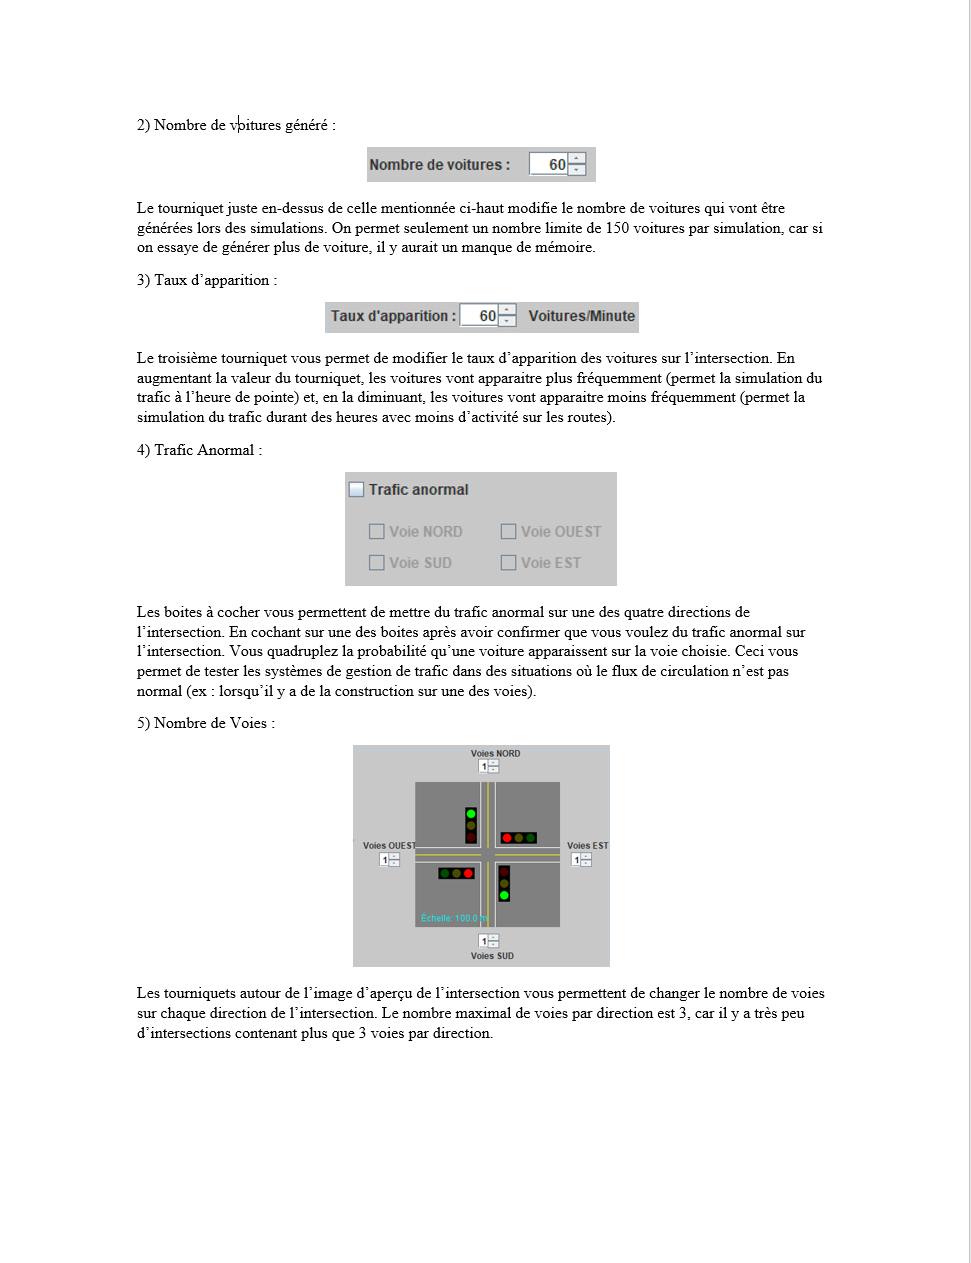 2) Nombre de voitures généré :
Nombre de voitures : 60
Le tourniquet juste en-dessus de celle mentionnée ci-haut modifie le nombre de voitures qui vont être
générées lors des simulations. On permet seulement un nombre limite de 150 voitures par simulation, car si
on essaye de générer plus de voiture, il y aurait un manque de mémoire.
3) Taux d’apparition :
Taux d'apparition : 60 Voitures/Minute
Le troisième tourniquet vous permet de modifier le taux d’apparition des voitures sur l’intersection. En
augmentant la valeur du tourniquet, les voitures vont apparaitre plus fréquemment (permet la simulation du
trafic à l’heure de pointe) et, en la diminuant, les voitures vont apparaitre moins fréquemment (permet la
simulation du trafic durant des heures avec moins d’activité sur les routes).
4) Trafic Anormal :
Trafic anormal
Voie NORD Voie OUEST
Voie SUD Voie EST
Les boites à cocher vous permettent de mettre du trafic anormal sur une des quatre directions de
l’intersection. En cochant sur une des boites après avoir confirmer que vous voulez du trafic anormal sur
l’intersection. Vous quadruplez la probabilité qu’une voiture apparaissent sur la voie choisie. Ceci vous
permet de tester les systèmes de gestion de trafic dans des situations où le flux de circulation n’est pas
normal (ex : lorsqu’il y a de la construction sur une des voies).
5) Nombre de Voies :
Voies NORD
1
Voies OUEST Voies EST
1 1
Échelle: 100.0 m
1
Voies SUD
Les tourniquets autour de l’image d’aperçu de l’intersection vous permettent de changer le nombre de voies
sur chaque direction de l’intersection. Le nombre maximal de voies par direction est 3, car il y a très peu
d’intersections contenant plus que 3 voies par direction.